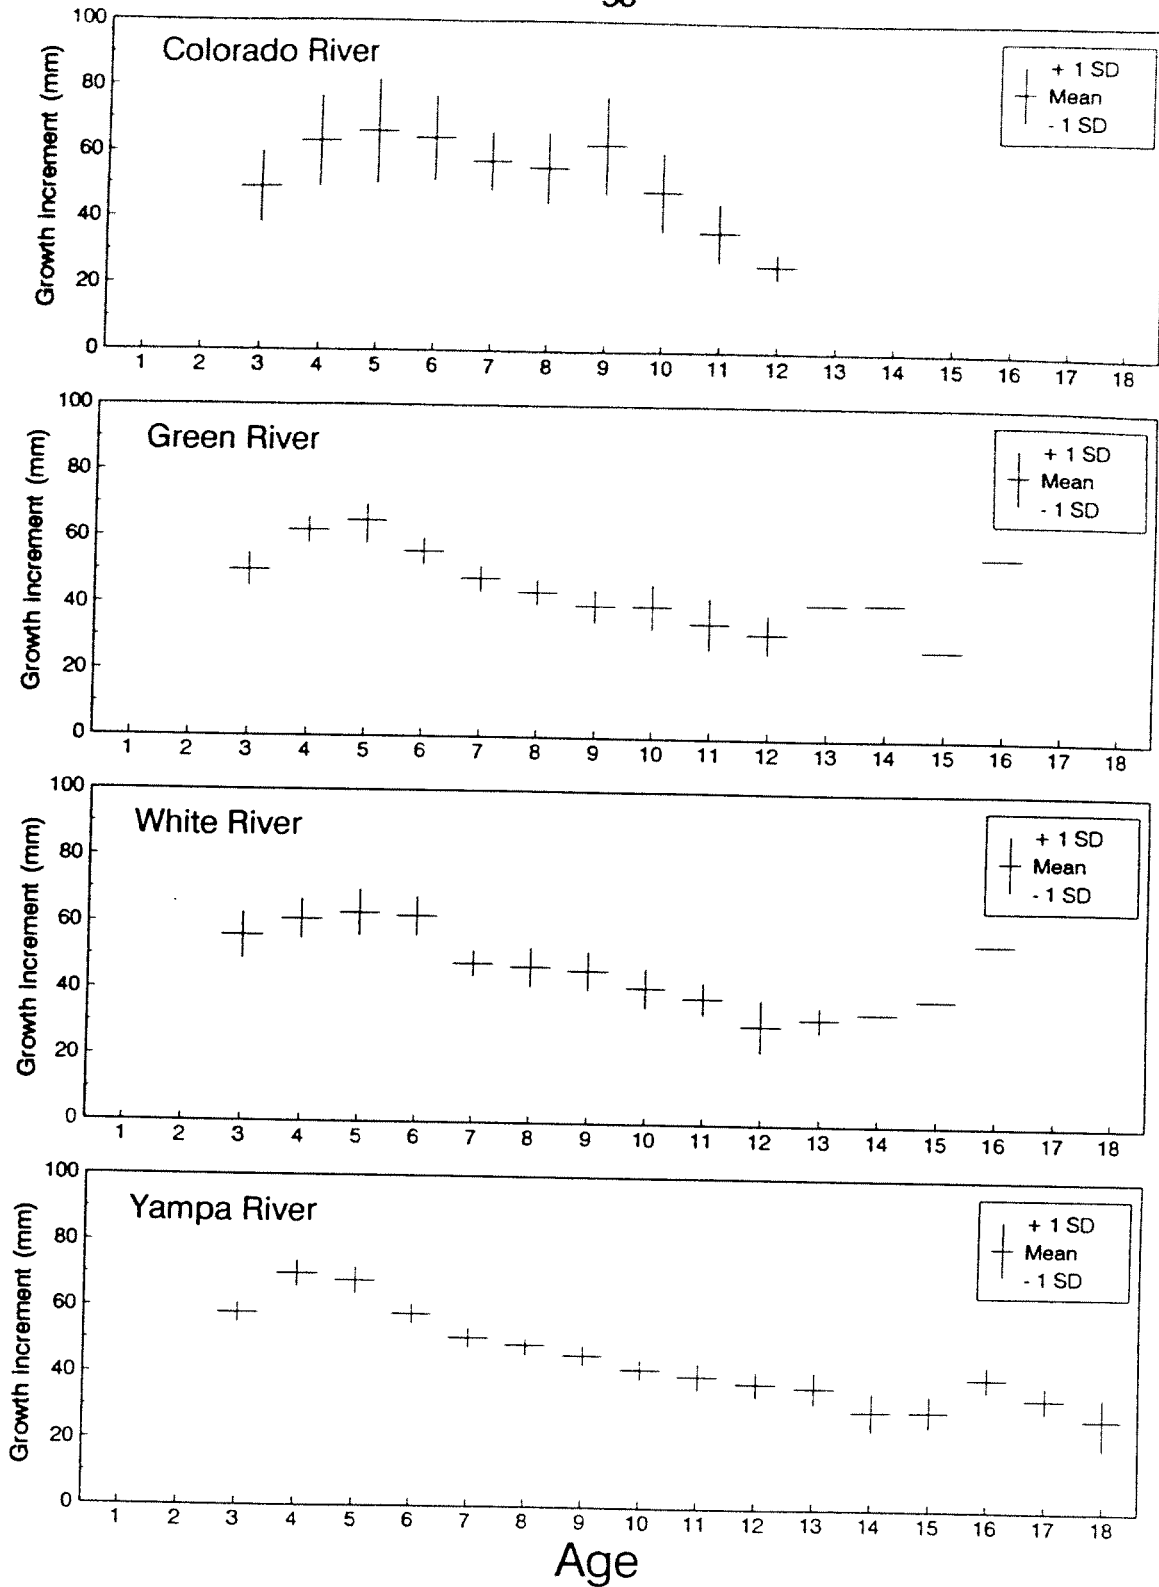 Colorado River
+ 1 SD
Mean
- 1 SD
Growth Increment (mm)
100
80
60
40
20
0
1 2 3 4 5 6 7 8 9 10 11 12 13 14 15 16 17 18
Green River
+ 1 SD
Mean
- 1 SD
Growth Increment (mm)
100
80
60
40
20
0
1 2 3 4 5 6 7 8 9 10 11 12 13 14 15 16 17 18
White River
+ 1 SD
Mean
- 1 SD
Growth Increment (mm)
100
80
60
40
20
0
1 2 3 4 5 6 7 8 9 10 11 12 13 14 15 16 17 18
Yampa River
+ 1 SD
Mean
- 1 SD
Growth Increment (mm)
100
80
60
40
20
0
1 2 3 4 5 6 7 8 9 10 11 12 13 14 15 16 17 18
Age